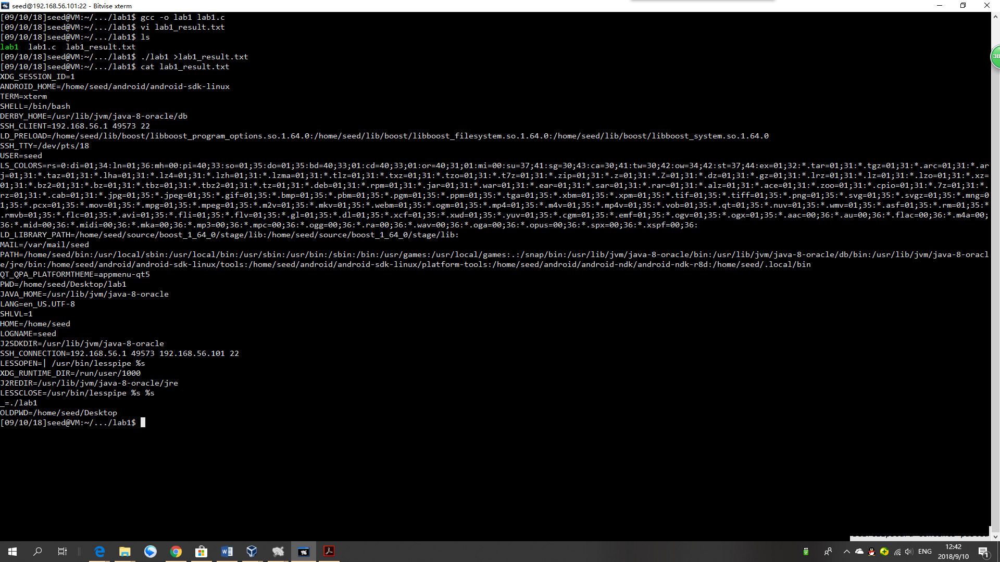 seed@192.168.56.101:22 - Bitvise xterm
[09/10/18]seed@VM:~/.../lab1$ gcc -o lab1 lab1.c
[09/10/18]seed@VM:~/.../lab1$ vi lab1_result.txt
[09/10/18]seed@VM:~/.../lab1$ ls
lab1  lab1.c  lab1_result.txt
[09/10/18]seed@VM:~/.../lab1$ ./lab1 >lab1_result.txt
[09/10/18]seed@VM:~/.../lab1$ cat lab1_result.txt
XDG_SESSION_ID=1
ANDROID_HOME=/home/seed/android/android-sdk-linux
TERM=xterm
SHELL=/bin/bash
DERBY_HOME=/usr/lib/jvm/java-8-oracle/db
SSH_CLIENT=192.168.56.1 49573 22
LD_PRELOAD=/home/seed/lib/boost/libboost_program_options.so.1.64.0:/home/seed/lib/boost/libboost_filesystem.so.1.64.0:/home/seed/lib/boost/libboost_system.so.1.64.0
SSH_TTY=/dev/pts/18
USER=seed
LS_COLORS=rs=0:di=01;34:ln=01;36:mh=00:pi=40;33:so=01;35:do=01;35:bd=40;33;01:cd=40;33;01:or=40;31;01:mi=00:su=37;41:sg=30;43:ca=30;41:tw=30;42:ow=34;42:st=37;44:ex=01;32:*.tar=01;31:*.tgz=01;31:*.arc=01;31:*.ar
j=01;31:*.taz=01;31:*.lha=01;31:*.lz4=01;31:*.lzh=01;31:*.lzma=01;31:*.tlz=01;31:*.txz=01;31:*.tzo=01;31:*.t7z=01;31:*.zip=01;31:*.z=01;31:*.Z=01;31:*.dz=01;31:*.gz=01;31:*.lrz=01;31:*.lz=01;31:*.lzo=01;31:*.xz=
01;31:*.bz2=01;31:*.bz=01;31:*.tbz=01;31:*.tbz2=01;31:*.tz=01;31:*.deb=01;31:*.rpm=01;31:*.jar=01;31:*.war=01;31:*.ear=01;31:*.sar=01;31:*.rar=01;31:*.alz=01;31:*.ace=01;31:*.zoo=01;31:*.cpio=01;31:*.7z=01;31:*.
rz=01;31:*.cab=01;31:*.jpg=01;35:*.jpeg=01;35:*.gif=01;35:*.bmp=01;35:*.pbm=01;35:*.pgm=01;35:*.ppm=01;35:*.tga=01;35:*.xbm=01;35:*.xpm=01;35:*.tif=01;35:*.tiff=01;35:*.png=01;35:*.svg=01;35:*.svgz=01;35:*.mng=0
1;35:*.pcx=01;35:*.mov=01;35:*.mpg=01;35:*.mpeg=01;35:*.m2v=01;35:*.mkv=01;35:*.webm=01;35:*.ogm=01;35:*.mp4=01;35:*.m4v=01;35:*.mp4v=01;35:*.vob=01;35:*.qt=01;35:*.nuv=01;35:*.wmv=01;35:*.asf=01;35:*.rm=01;35:*
.rmvb=01;35:*.flc=01;35:*.avi=01;35:*.fli=01;35:*.flv=01;35:*.gl=01;35:*.dl=01;35:*.xcf=01;35:*.xwd=01;35:*.yuv=01;35:*.cgm=01;35:*.emf=01;35:*.ogv=01;35:*.ogx=01;35:*.aac=00;36:*.au=00;36:*.flac=00;36:*.m4a=00;
36:*.mid=00;36:*.midi=00;36:*.mka=00;36:*.mp3=00;36:*.mpc=00;36:*.ogg=00;36:*.ra=00;36:*.wav=00;36:*.oga=00;36:*.opus=00;36:*.spx=00;36:*.xspf=00;36:
LD_LIBRARY_PATH=/home/seed/source/boost_1_64_0/stage/lib:/home/seed/source/boost_1_64_0/stage/lib:
MAIL=/var/mail/seed
PATH=/home/seed/bin:/usr/local/sbin:/usr/local/bin:/usr/sbin:/usr/bin:/sbin:/bin:/usr/games:/usr/local/games:.:/snap/bin:/usr/lib/jvm/java-8-oracle/bin:/usr/lib/jvm/java-8-oracle/db/bin:/usr/lib/jvm/java-8-oracl
e/jre/bin:/home/seed/android/android-sdk-linux/tools:/home/seed/android/android-sdk-linux/platform-tools:/home/seed/android/android-ndk/android-ndk-r8d:/home/seed/.local/bin
QT_QPA_PLATFORMTHEME=appmenu-qt5
PWD=/home/seed/Desktop/lab1
JAVA_HOME=/usr/lib/jvm/java-8-oracle
LANG=en_US.UTF-8
SHLVL=1
HOME=/home/seed
LOGNAME=seed
J2SDKDIR=/usr/lib/jvm/java-8-oracle
SSH_CONNECTION=192.168.56.1 49573 192.168.56.101 22
LESSOPEN=| /usr/bin/lesspipe %s
XDG_RUNTIME_DIR=/run/user/1000
J2REDIR=/usr/lib/jvm/java-8-oracle/jre
LESSCLOSE=/usr/bin/lesspipe %s %s
_=./lab1
OLDPWD=/home/seed/Desktop
[09/10/18]seed@VM:~/.../lab1$
38
ENG
12:42
2018/9/10
1